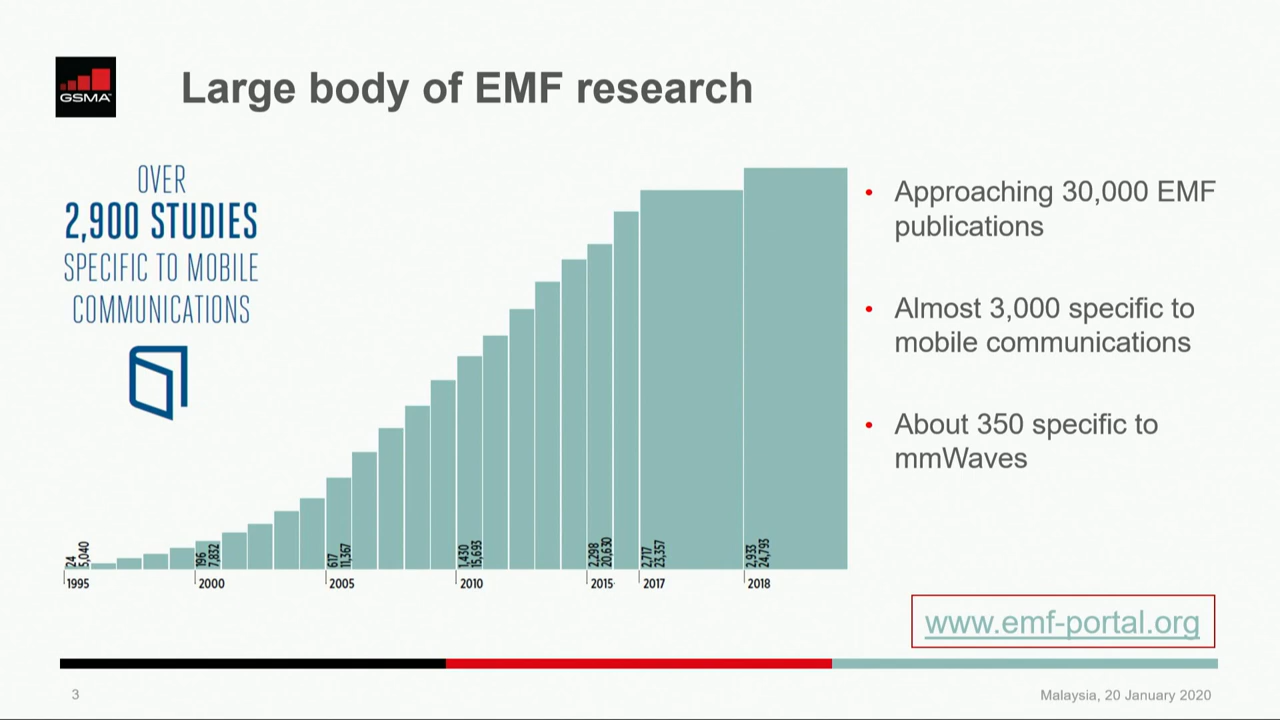 GSMA™
Large body of EMF research
OVER
2,900 STUDIES
SPECIFIC TO MOBILE
COMMUNICATIONS
24
5,040
196
7,832
617
11,367
1,430
15,693
2,298
20,630
2,717
23,357
2,933
24,793
1995
2000
2005
2010
2015
2017
2018
• Approaching 30,000 EMF
publications
• Almost 3,000 specific to
mobile communications
• About 350 specific to
mmWaves
www.emf-portal.org
3
Malaysia, 20 January 2020